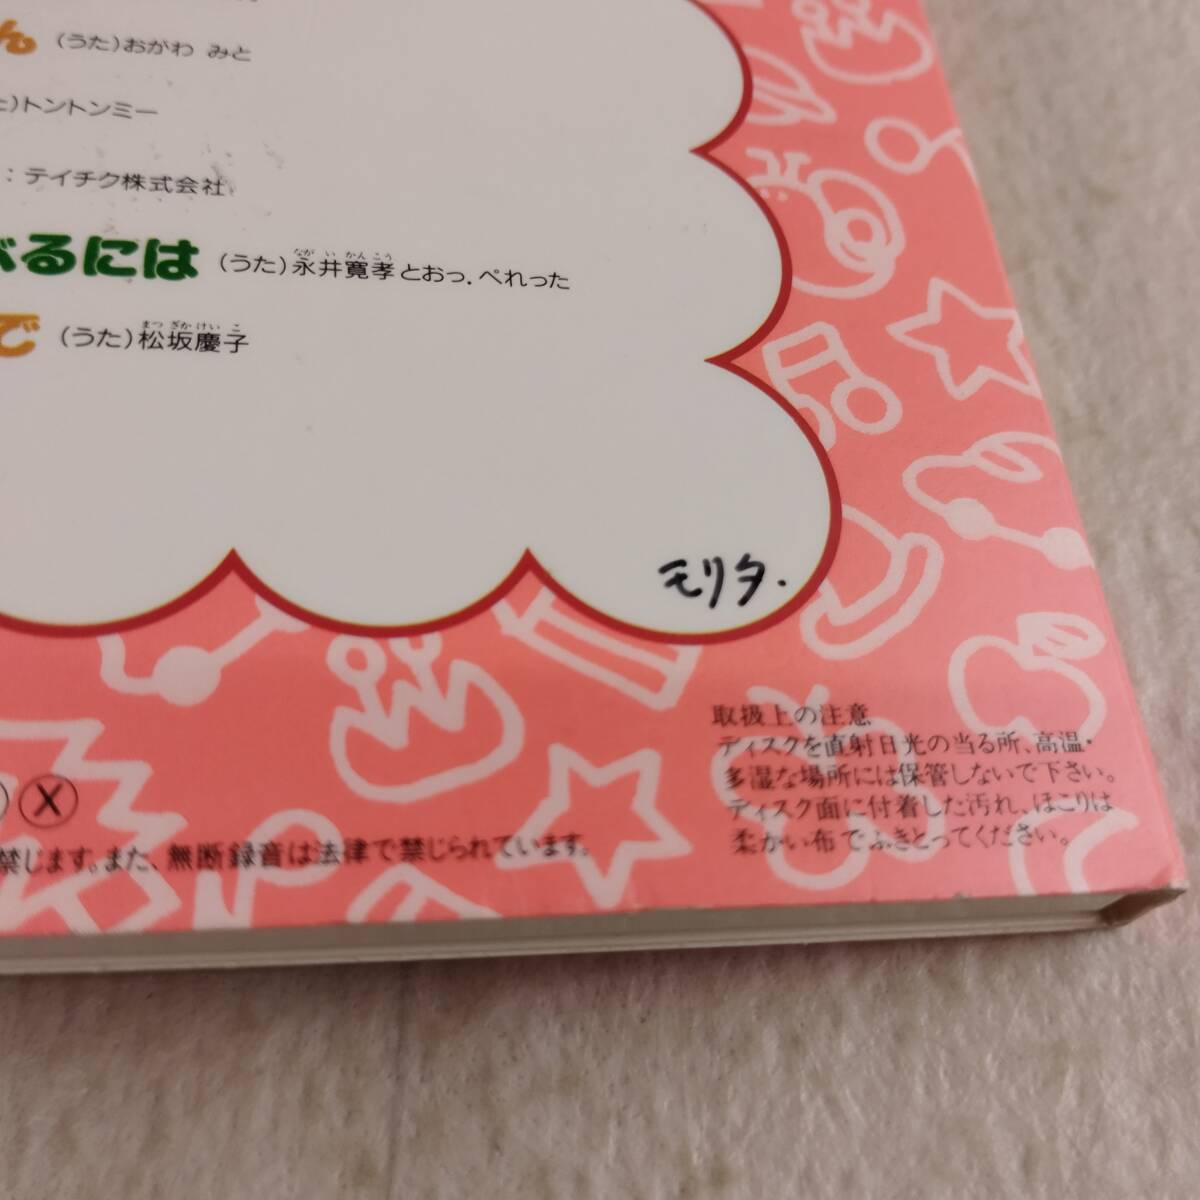 ん (うた)おがわ みと
)トントンミー
：テイチク株式会社
べるには (うた)永井寛孝とおっ.ぺれった
なが い かんこう
で (うた)松坂慶子
まつ ざか けい こ
モリタ.
取扱上の注意
ディスクを直射日光の当る所、高温・
多湿な場所には保管しないで下さい。
ディスク面に付着した汚れ、ほこりは
柔かい布でふきとってください。
X
禁じます。また、無断録音は法律で禁じられています。